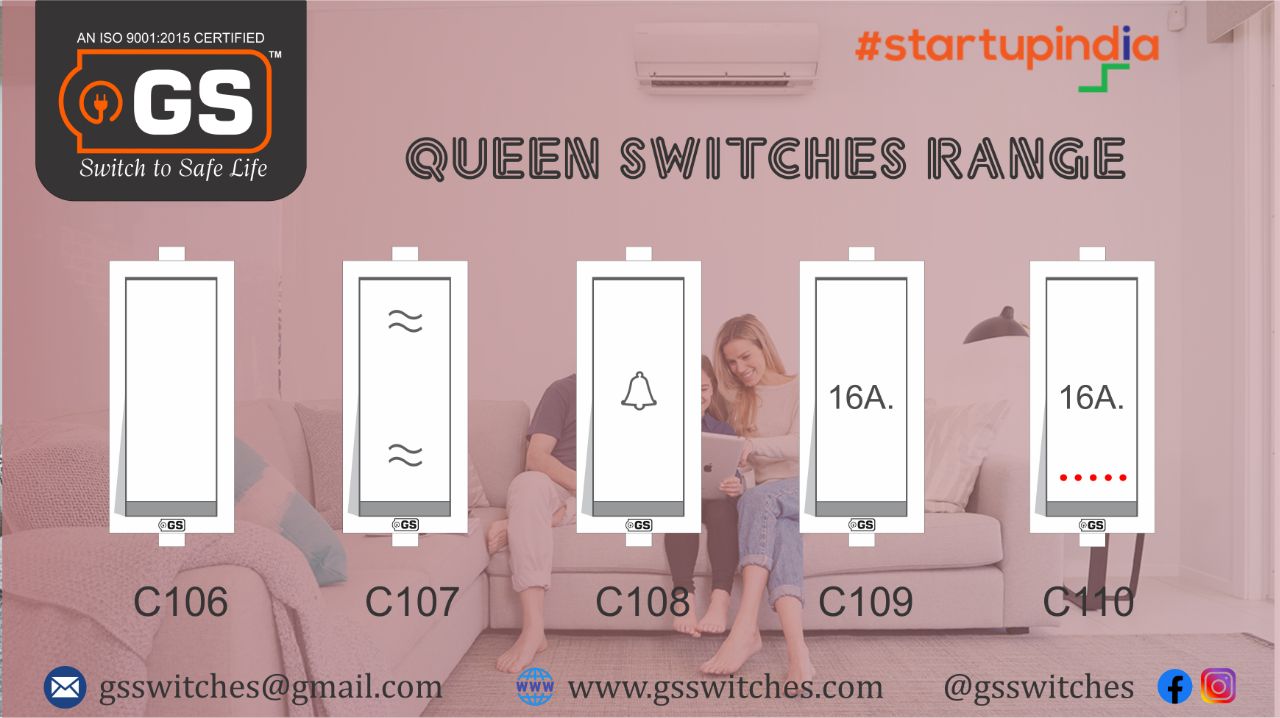 AN ISO 9001:2015 CERTIFIED
GS TM
Switch to Safe Life
#startupindia
QUEEN SWITCHES RANGE
16A.
16A.
GS
GS
GS
GS
GS
C106
C107
C108
C109
C110
gsswitches@gmail.com
www
www.gsswitches.com
@gsswitches